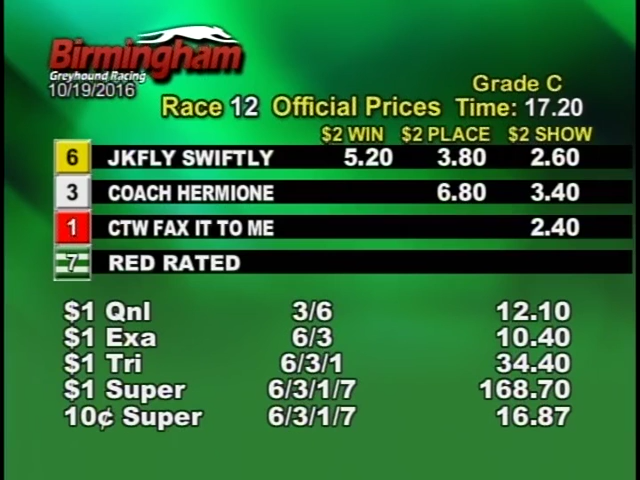 Birmingham
Greyhound Racing
10/19/2016
Grade C
Race 12 Official Prices Time: 17.20
$2 WIN $2 PLACE $2 SHOW
6 JKFLY SWIFTLY 5.20 3.80 2.60
3 COACH HERMIONE 6.80 3.40
1 CTW FAX IT TO ME 2.40
7 RED RATED
$1 Qnl 3/6 12.10
$1 Exa 6/3 10.40
$1 Tri 6/3/1 34.40
$1 Super 6/3/1/7 168.70
10¢ Super 6/3/1/7 16.87